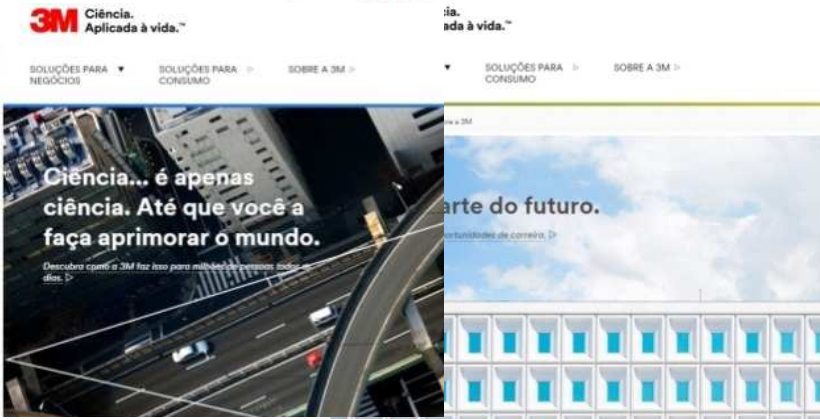 3M Ciência.
Aplicada à vida.™
SOLUÇÕES PARA ▼
NEGÓCIOS
SOLUÇÕES PARA ▷
CONSUMO
SOBRE A 3M ▷
Ciência... é apenas
ciência. Até que você a
faça aprimorar o mundo.
Descubra como a 3M faz isso para milhões de pessoas todos os
dias. ▷
cia.
ada à vida.™
▼
SOLUÇÕES PARA ▷
CONSUMO
SOBRE A 3M ▷
re a 3M
arte do futuro.
ortunidades de carreira. ▷